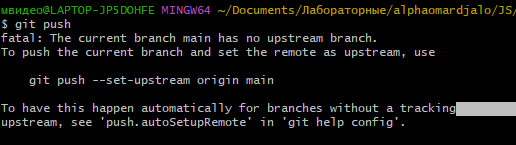 мвидео@LAPTOP-JP5DOHFE MINGW64 ~/Documents/Лабораторные/alphaomardjalo/JS/
$ git push
fatal: The current branch main has no upstream branch.
To push the current branch and set the remote as upstream, use
git push --set-upstream origin main
To have this happen automatically for branches without a tracking
upstream, see 'push.autoSetupRemote' in 'git help config'.